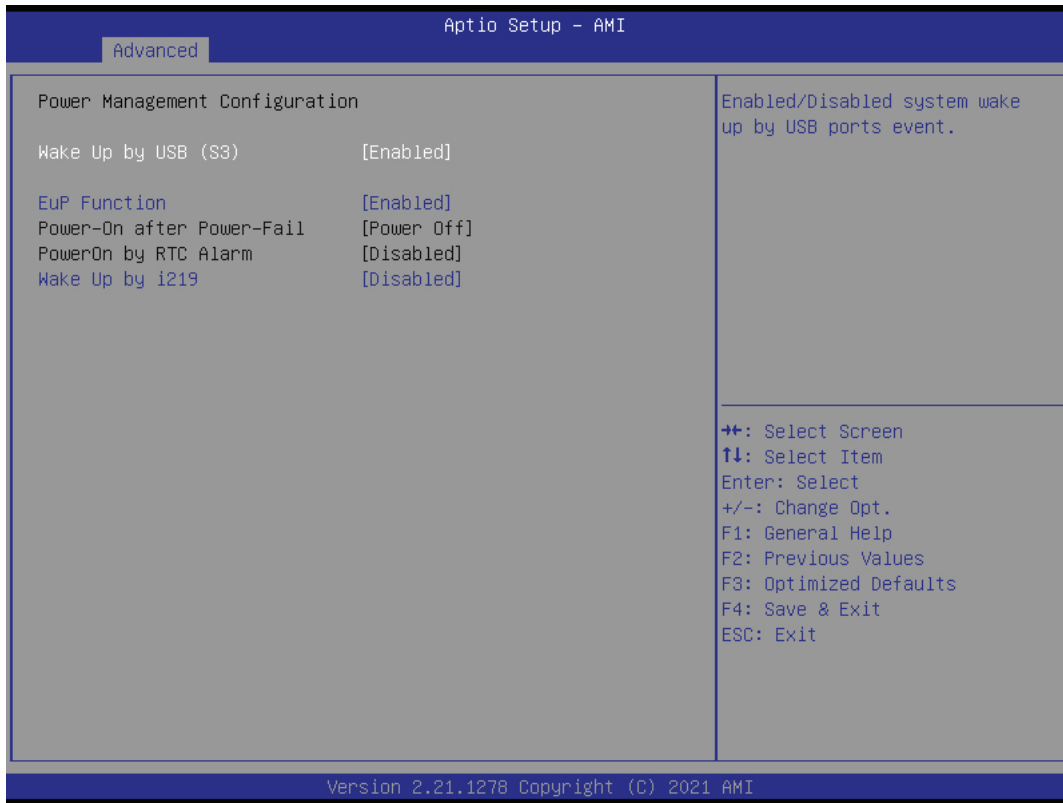 Aptio Setup – AMI
Advanced
Power Management Configuration
Wake Up by USB (S3) [Enabled]
EuP Function [Enabled]
Power-On after Power-Fail [Power Off]
PowerOn by RTC Alarm [Disabled]
Wake Up by i219 [Disabled]
Enabled/Disabled system wake
up by USB ports event.
→←: Select Screen
↑↓: Select Item
Enter: Select
+/-: Change Opt.
F1: General Help
F2: Previous Values
F3: Optimized Defaults
F4: Save & Exit
ESC: Exit
Version 2.21.1278 Copyright (C) 2021 AMI